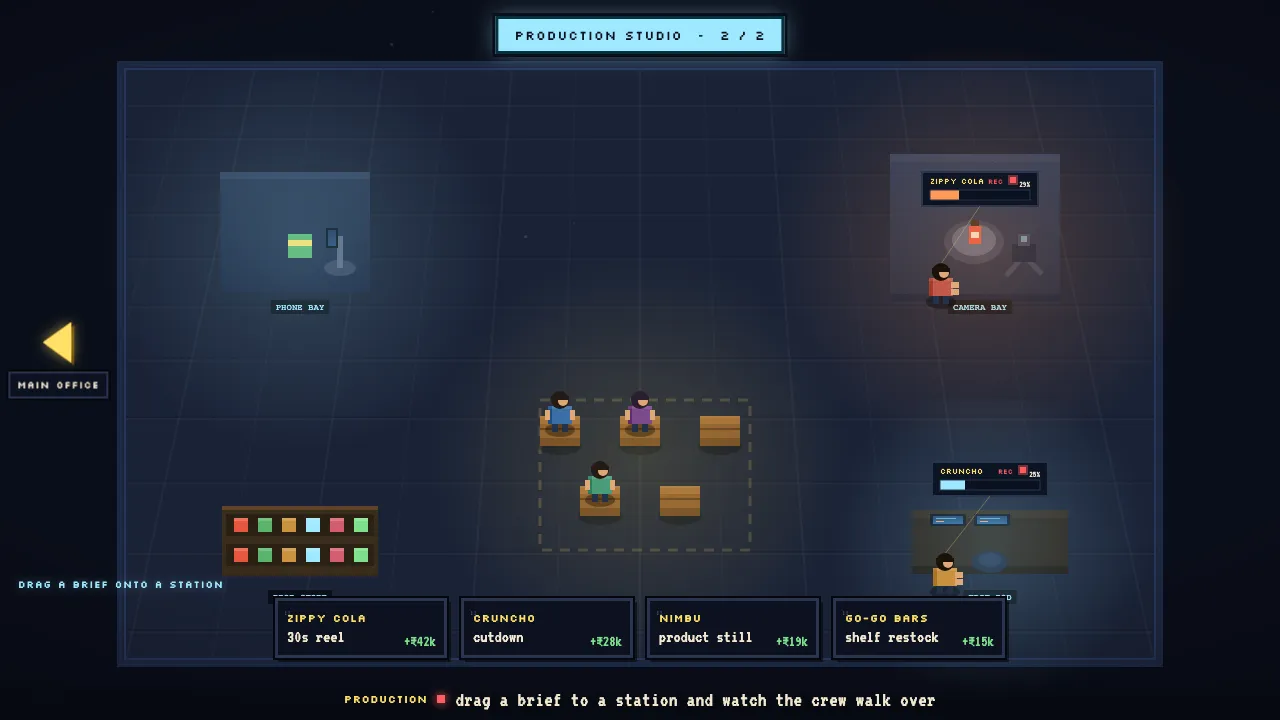 PRODUCTION STUDIO - 2 / 2
ZIPPY COLA REC 29%
PHONE BAY
CAMERA BAY
MAIN OFFICE
CRUNCHO REC 25%
DRAG A BRIEF ONTO A STATION
ZIPPY COLA
30s reel
+₹42k
CRUNCHO
cutdown
+₹28k
NIMBU
product still
+₹19k
GO-GO BARS
shelf restock
+₹15k
PRODUCTION drag a brief to a station and watch the crew walk over